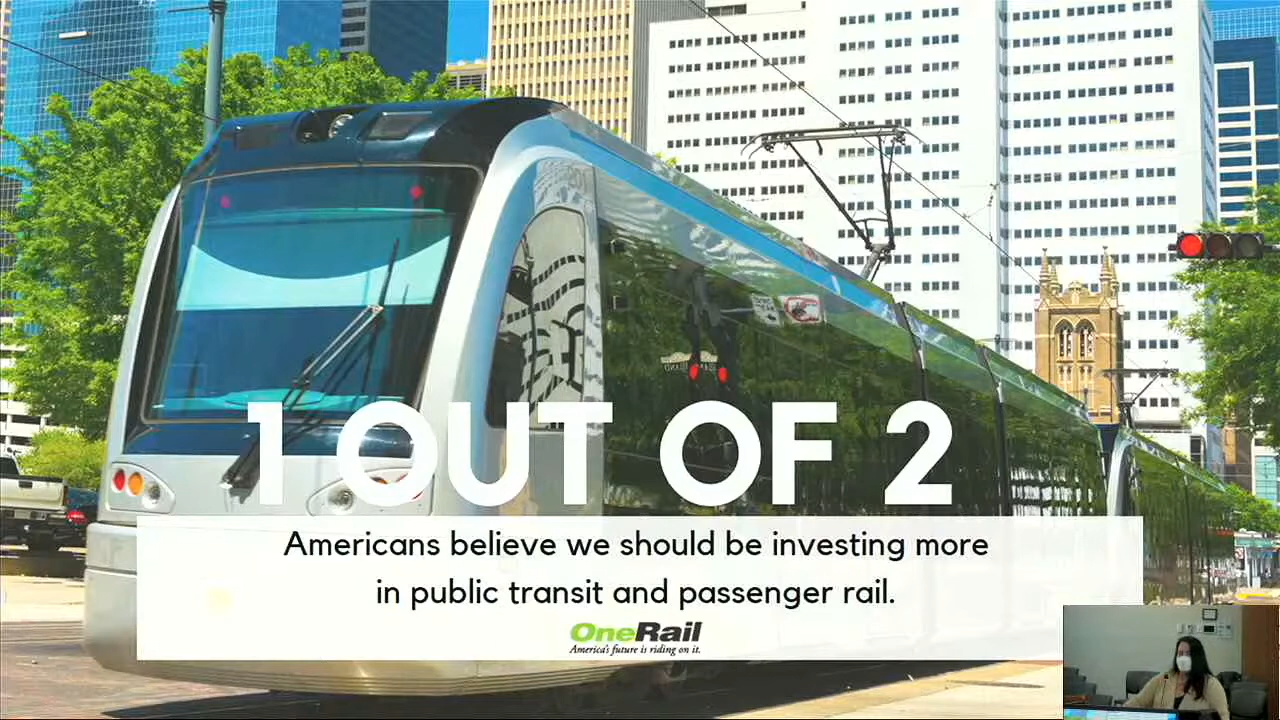 1 OUT OF 2
Americans believe we should be investing more
in public transit and passenger rail.
OneRail
America's future is riding on it.